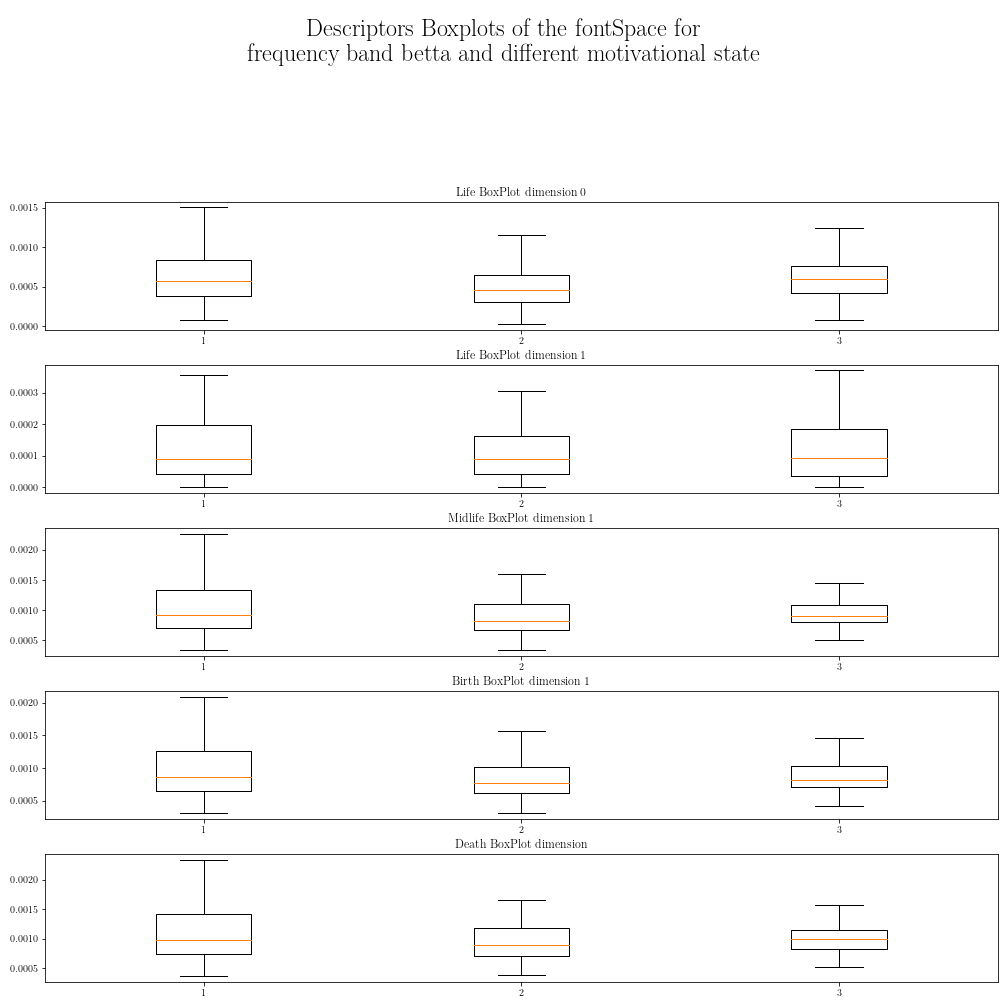 Descriptors Boxplots of the fontSpace for
frequency band betta and different motivational state
Life BoxPlot dimension 0
0.0015
0.0010
0.0005
0.0000
1 2 3
Life BoxPlot dimension 1
0.0003
0.0002
0.0001
0.0000
1 2 3
Midlife BoxPlot dimension 1
0.0020
0.0015
0.0010
0.0005
1 2 3
Birth BoxPlot dimension 1
0.0020
0.0015
0.0010
0.0005
1 2 3
Death BoxPlot dimension
0.0020
0.0015
0.0010
0.0005
1 2 3